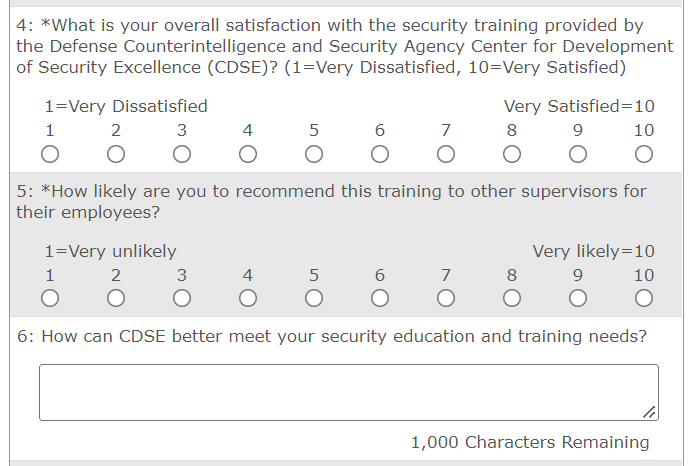 4: *What is your overall satisfaction with the security training provided by
the Defense Counterintelligence and Security Agency Center for Development
of Security Excellence (CDSE)? (1=Very Dissatisfied, 10=Very Satisfied)
1=Very Dissatisfied Very Satisfied=10
1 2 3 4 5 6 7 8 9 10
5: *How likely are you to recommend this training to other supervisors for
their employees?
1=Very unlikely Very likely=10
1 2 3 4 5 6 7 8 9 10
6: How can CDSE better meet your security education and training needs?
1,000 Characters Remaining